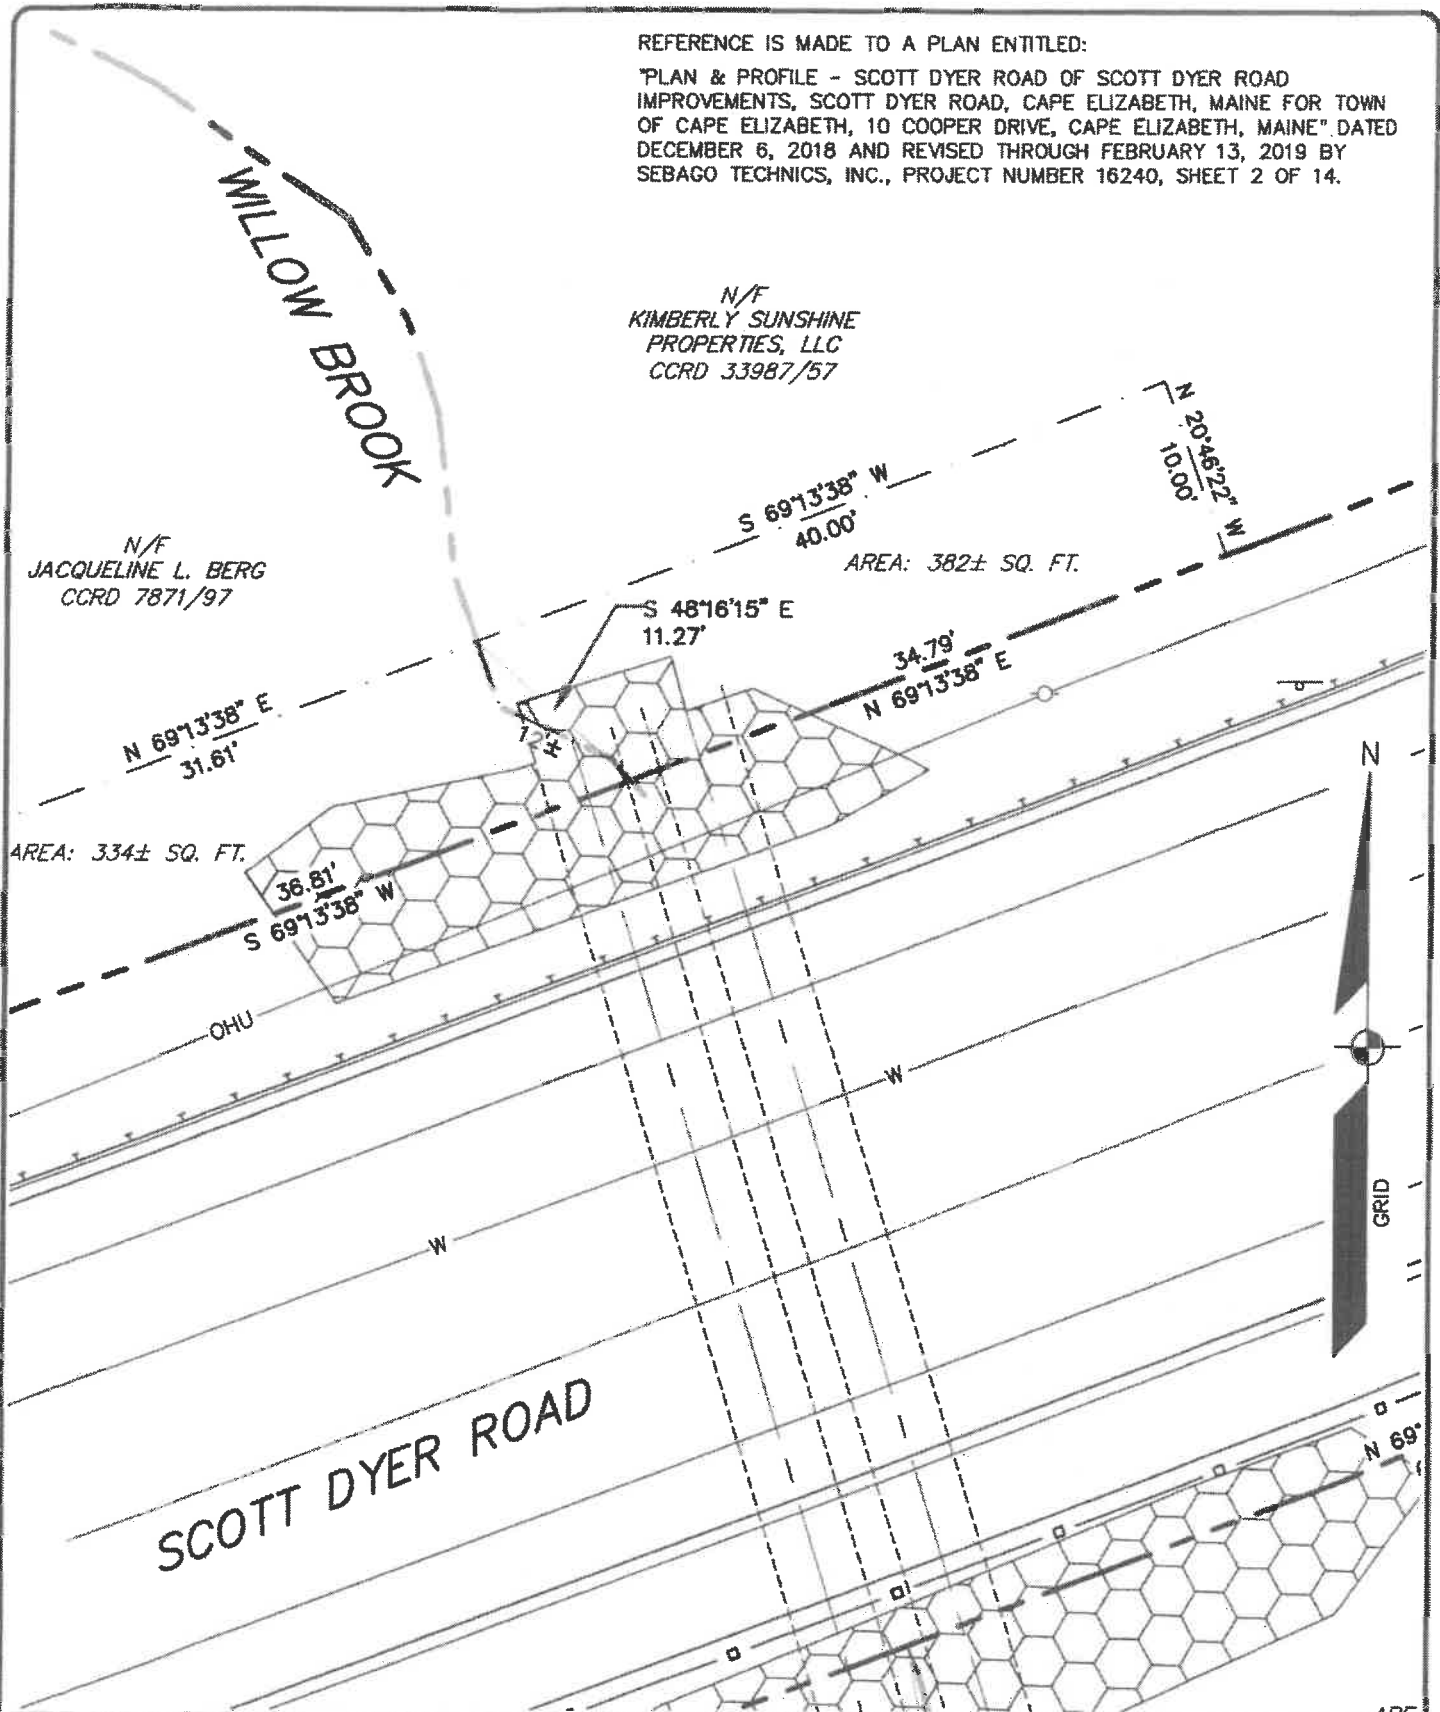 REFERENCE IS MADE TO A PLAN ENTITLED:
"PLAN & PROFILE - SCOTT DYER ROAD OF SCOTT DYER ROAD
IMPROVEMENTS, SCOTT DYER ROAD, CAPE ELIZABETH, MAINE FOR TOWN
OF CAPE ELIZABETH, 10 COOPER DRIVE, CAPE ELIZABETH, MAINE" DATED
DECEMBER 6, 2018 AND REVISED THROUGH FEBRUARY 13, 2019 BY
SEBAGO TECHNICS, INC., PROJECT NUMBER 16240, SHEET 2 OF 14.
WILLOW BROOK
N/F
KIMBERLY SUNSHINE
PROPERTIES, LLC
CCRD 33987/57
N 20°46'22" W
10.00'
S 69°13'38" W
40.00'
N/F
JACQUELINE L. BERG
CCRD 7871/97
AREA: 382± SQ. FT.
S 48°16'15" E
11.27'
34.79'
N 69°13'38" E
N 69°13'38" E
31.61'
12"
N
AREA: 334± SQ. FT.
36.81'
S 69°13'38" W
OHU
W
W
GRID
SCOTT DYER ROAD
N 69°